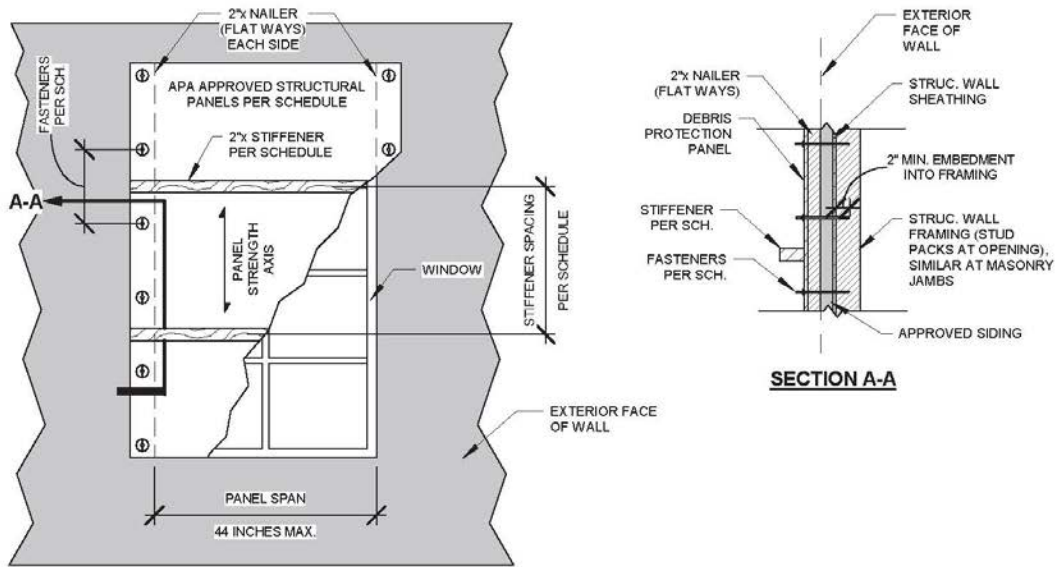 2"x NAILER
(FLAT WAYS)
EACH SIDE
FASTENERS
PER SCH.
APA APPROVED STRUCTURAL
PANELS PER SCHEDULE
2"x STIFFENER
PER SCHEDULE
A-A
PANEL
STRENGTH
AXIS
STIFFENER SPACING
PER SCHEDULE
WINDOW
EXTERIOR FACE
OF WALL
PANEL SPAN
44 INCHES MAX.
EXTERIOR
FACE OF
WALL
2"x NAILER
(FLAT WAYS)
STRUC. WALL
SHEATHING
DEBRIS
PROTECTION
PANEL
2" MIN. EMBEDMENT
INTO FRAMING
STIFFENER
PER SCH.
STRUC. WALL
FRAMING (STUD
PACKS AT OPENING),
SIMILAR AT MASONRY
JAMBS
FASTENERS
PER SCH.
APPROVED SIDING
SECTION A-A